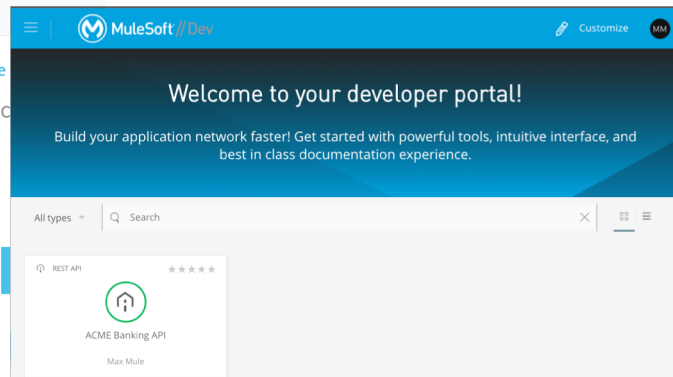 MuleSoft // Dev
Customize
MM
Welcome to your developer portal!
Build your application network faster! Get started with powerful tools, intuitive interface, and
best in class documentation experience.
All types
Search
REST API
ACME Banking API
Max Mule
e
C